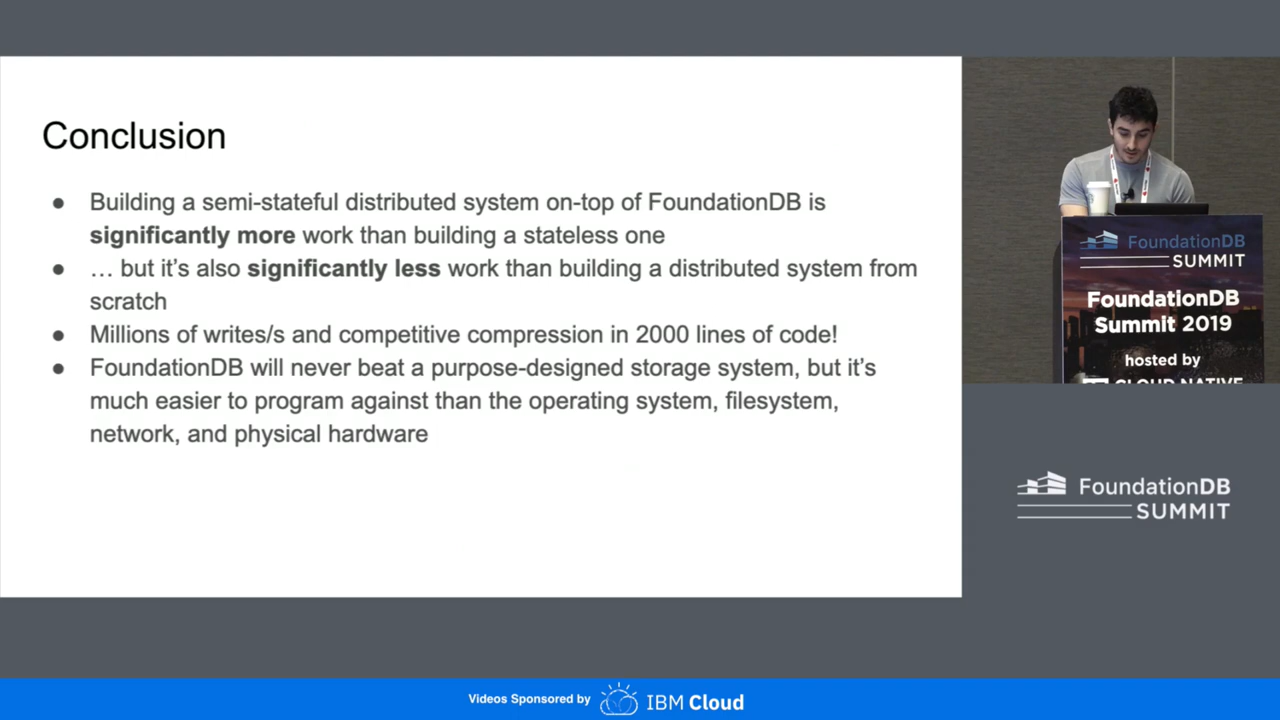 Conclusion
● Building a semi-stateful distributed system on-top of FoundationDB is
significantly more work than building a stateless one
● … but it's also significantly less work than building a distributed system from
scratch
● Millions of writes/s and competitive compression in 2000 lines of code!
● FoundationDB will never beat a purpose-designed storage system, but it's
much easier to program against than the operating system, filesystem,
network, and physical hardware
FoundationDB
SUMMIT
FoundationDB
Summit 2019
hosted by
CLOUD NATIVE
FoundationDB
SUMMIT
Videos Sponsored by
IBM Cloud